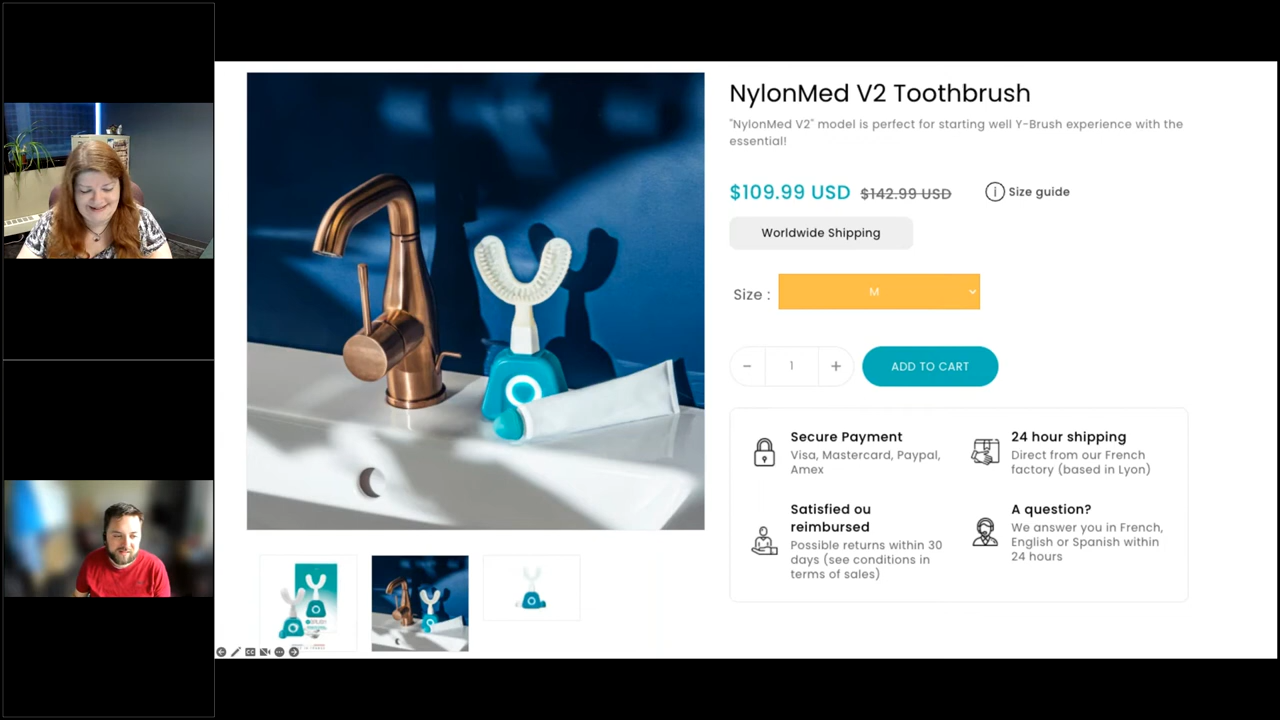 NylonMed V2 Toothbrush
"NylonMed V2" model is perfect for starting well Y-Brush experience with the
essential!
$109.99 USD $142.99 USD i Size guide
Worldwide Shipping
Size : M
− 1 + ADD TO CART
Secure Payment
Visa, Mastercard, Paypal,
Amex
24 hour shipping
Direct from our French
factory (based in Lyon)
Satisfied ou
reimbursed
Possible returns within 30
days (see conditions in
terms of sales)
A question?
We answer you in French,
English or Spanish within
24 hours